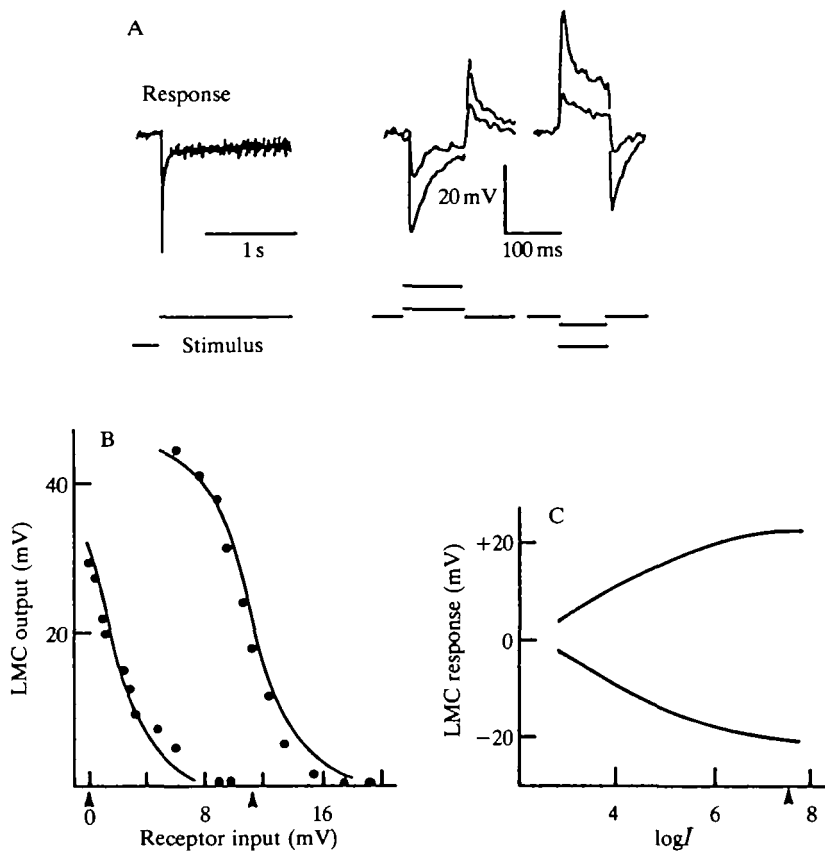 A
Response
20 mV
1 s
100 ms
Stimulus
B
LMC output (mV)
40
20
0
8
16
Receptor input (mV)
C
LMC response (mV)
+20
0
−20
4
6
8
logI